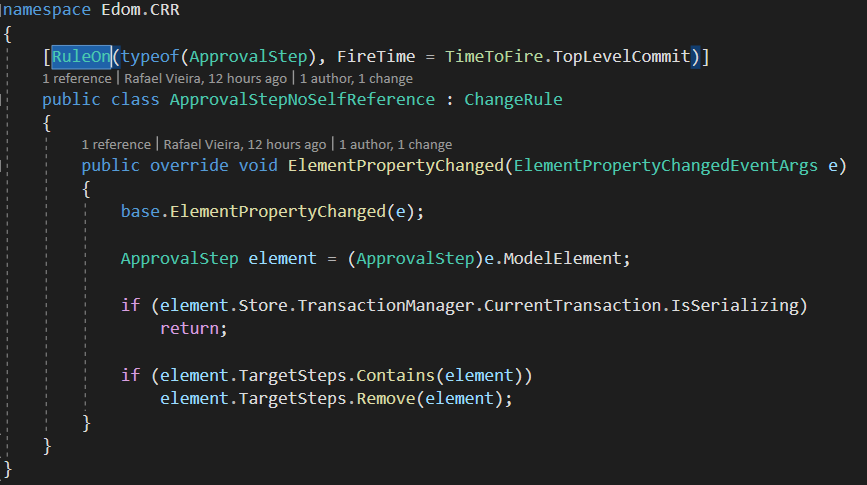 namespace Edom.CRR
{
[RuleOn(typeof(ApprovalStep), FireTime = TimeToFire.TopLevelCommit)]
1 reference | Rafael Vieira, 12 hours ago | 1 author, 1 change
public class ApprovalStepNoSelfReference : ChangeRule
{
1 reference | Rafael Vieira, 12 hours ago | 1 author, 1 change
public override void ElementPropertyChanged(ElementPropertyChangedEventArgs e)
{
base.ElementPropertyChanged(e);
ApprovalStep element = (ApprovalStep)e.ModelElement;
if (element.Store.TransactionManager.CurrentTransaction.IsSerializing)
return;
if (element.TargetSteps.Contains(element))
element.TargetSteps.Remove(element);
}
}
}